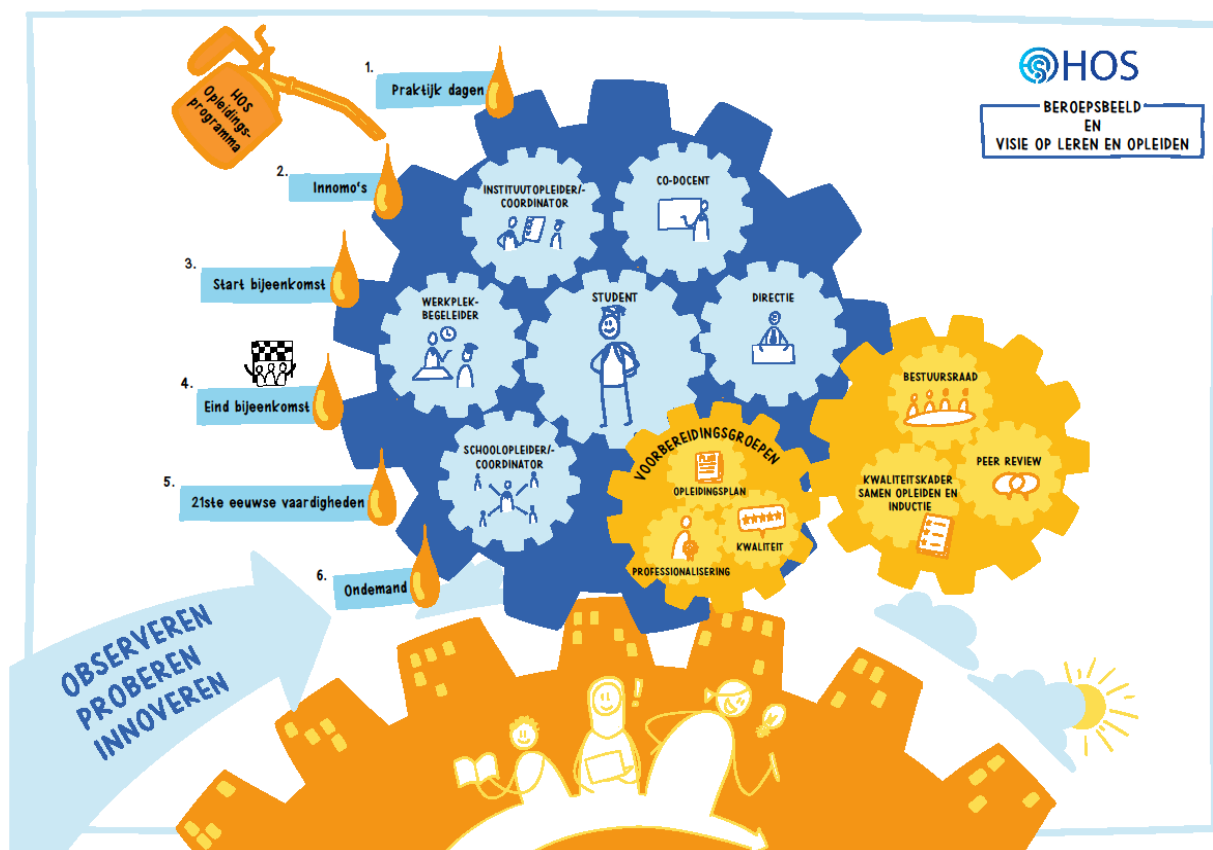 HOS
Opleidings-
programma
1.
Praktijk dagen
2.
Innomo's
3.
Start bijeenkomst
4.
Eind bijeenkomst
5.
21ste eeuwse vaardigheden
6.
Ondemand
HOS
BEROEPSBEELD
EN
VISIE OP LEREN EN OPLEIDEN
INSTITUUTOPLEIDER/-
COORDINATOR
CO-DOCENT
WERKPLEK-
BEGELEIDER
STUDENT
DIRECTIE
SCHOOLOPLEIDER/-
COORDINATOR
VOORBEREIDINGSGROEPEN
OPLEIDINGSPLAN
KWALITEIT
PROFESSIONALISERING
BESTUURSRAAD
PEER REVIEW
KWALITEITSKADER
SAMEN OPLEIDEN EN
INDUCTIE
OBSERVEREN
PROBEREN
INNOVEREN
!